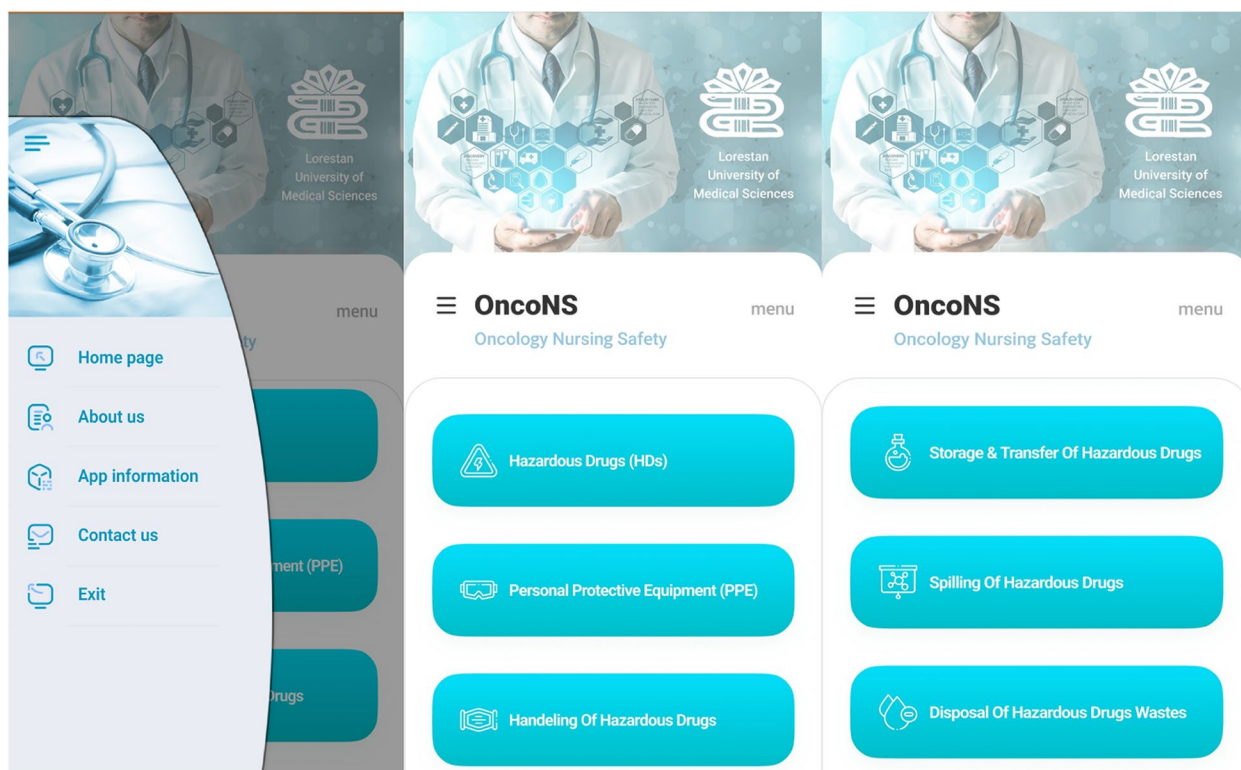 Lorestan
University of
Medical Sciences
menu
ty
Home page
About us
App information
Contact us
Exit
ment (PPE)
Drugs
Lorestan
University of
Medical Sciences
OncoNS
menu
Oncology Nursing Safety
Hazardous Drugs (HDs)
Personal Protective Equipment (PPE)
Handeling Of Hazardous Drugs
Lorestan
University of
Medical Sciences
OncoNS
menu
Oncology Nursing Safety
Storage & Transfer Of Hazardous Drugs
Spilling Of Hazardous Drugs
Disposal Of Hazardous Drugs Wastes